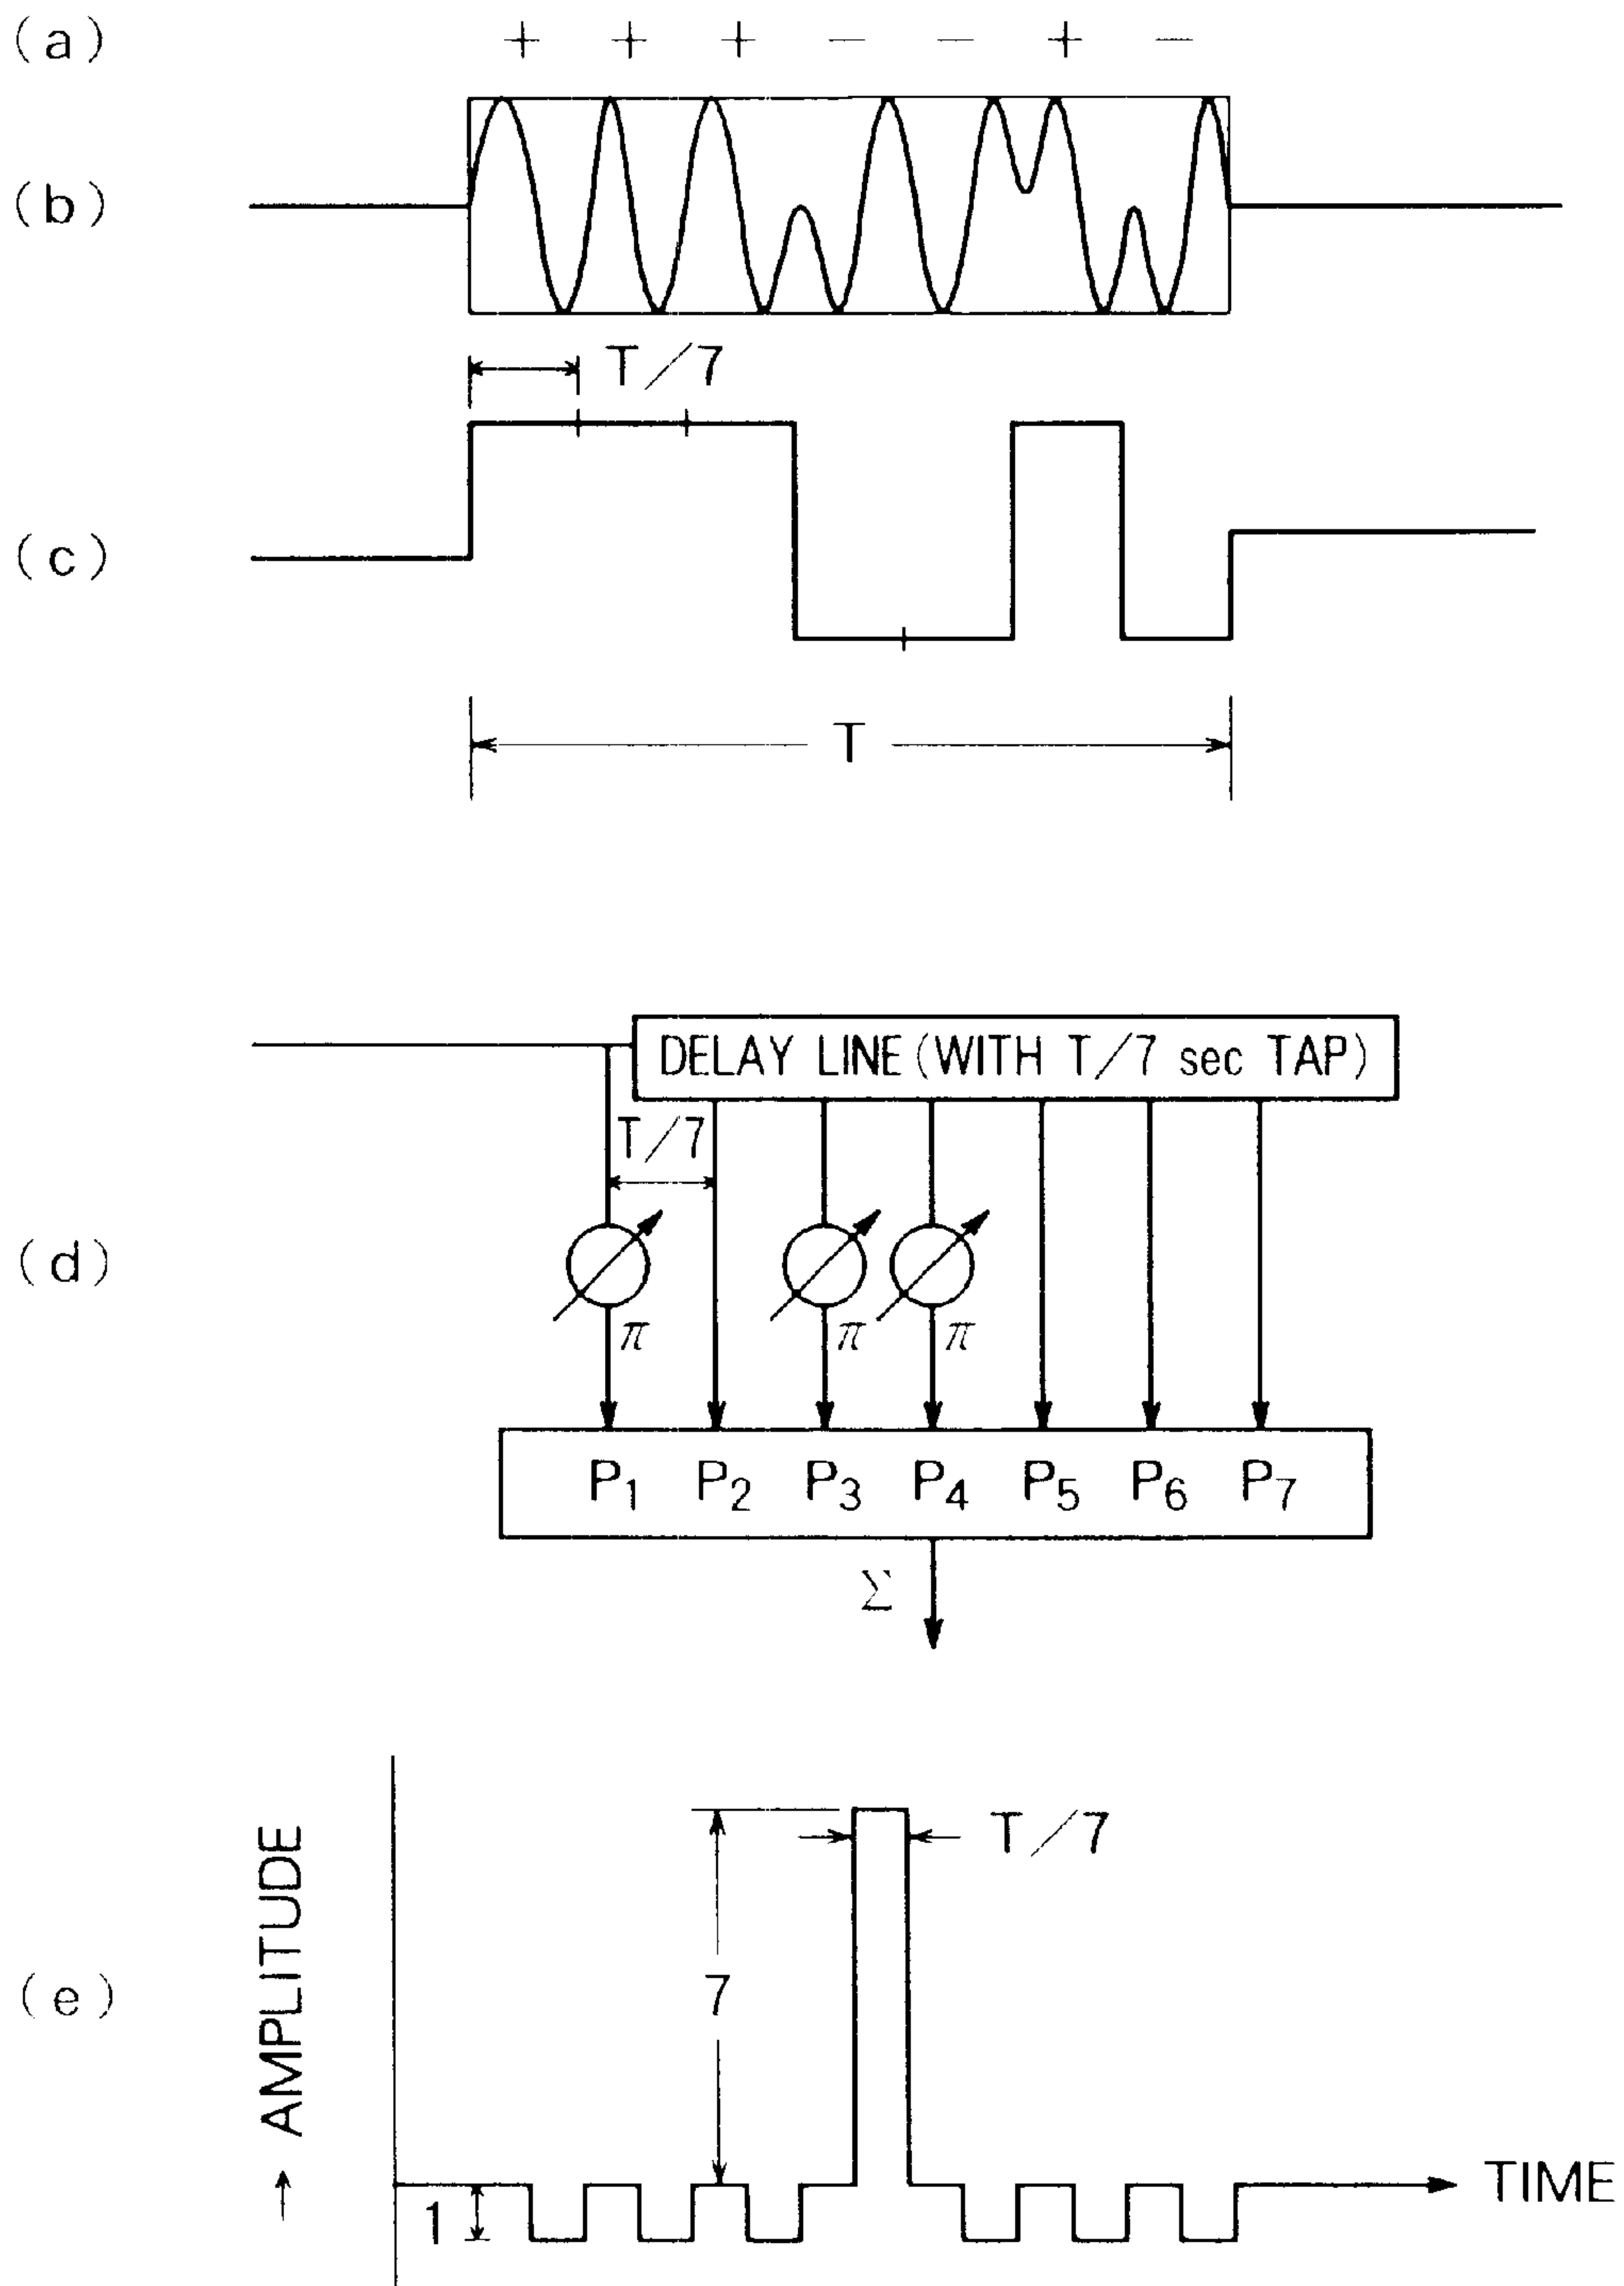 (a) + + + − − + −
(b)
T/7
(c)
T
DELAY LINE (WITH T/7 sec TAP)
T/7
(d)
π π π
P1 P2 P3 P4 P5 P6 P7
Σ
T/7
(e)
→ AMPLITUDE
7
TIME
1